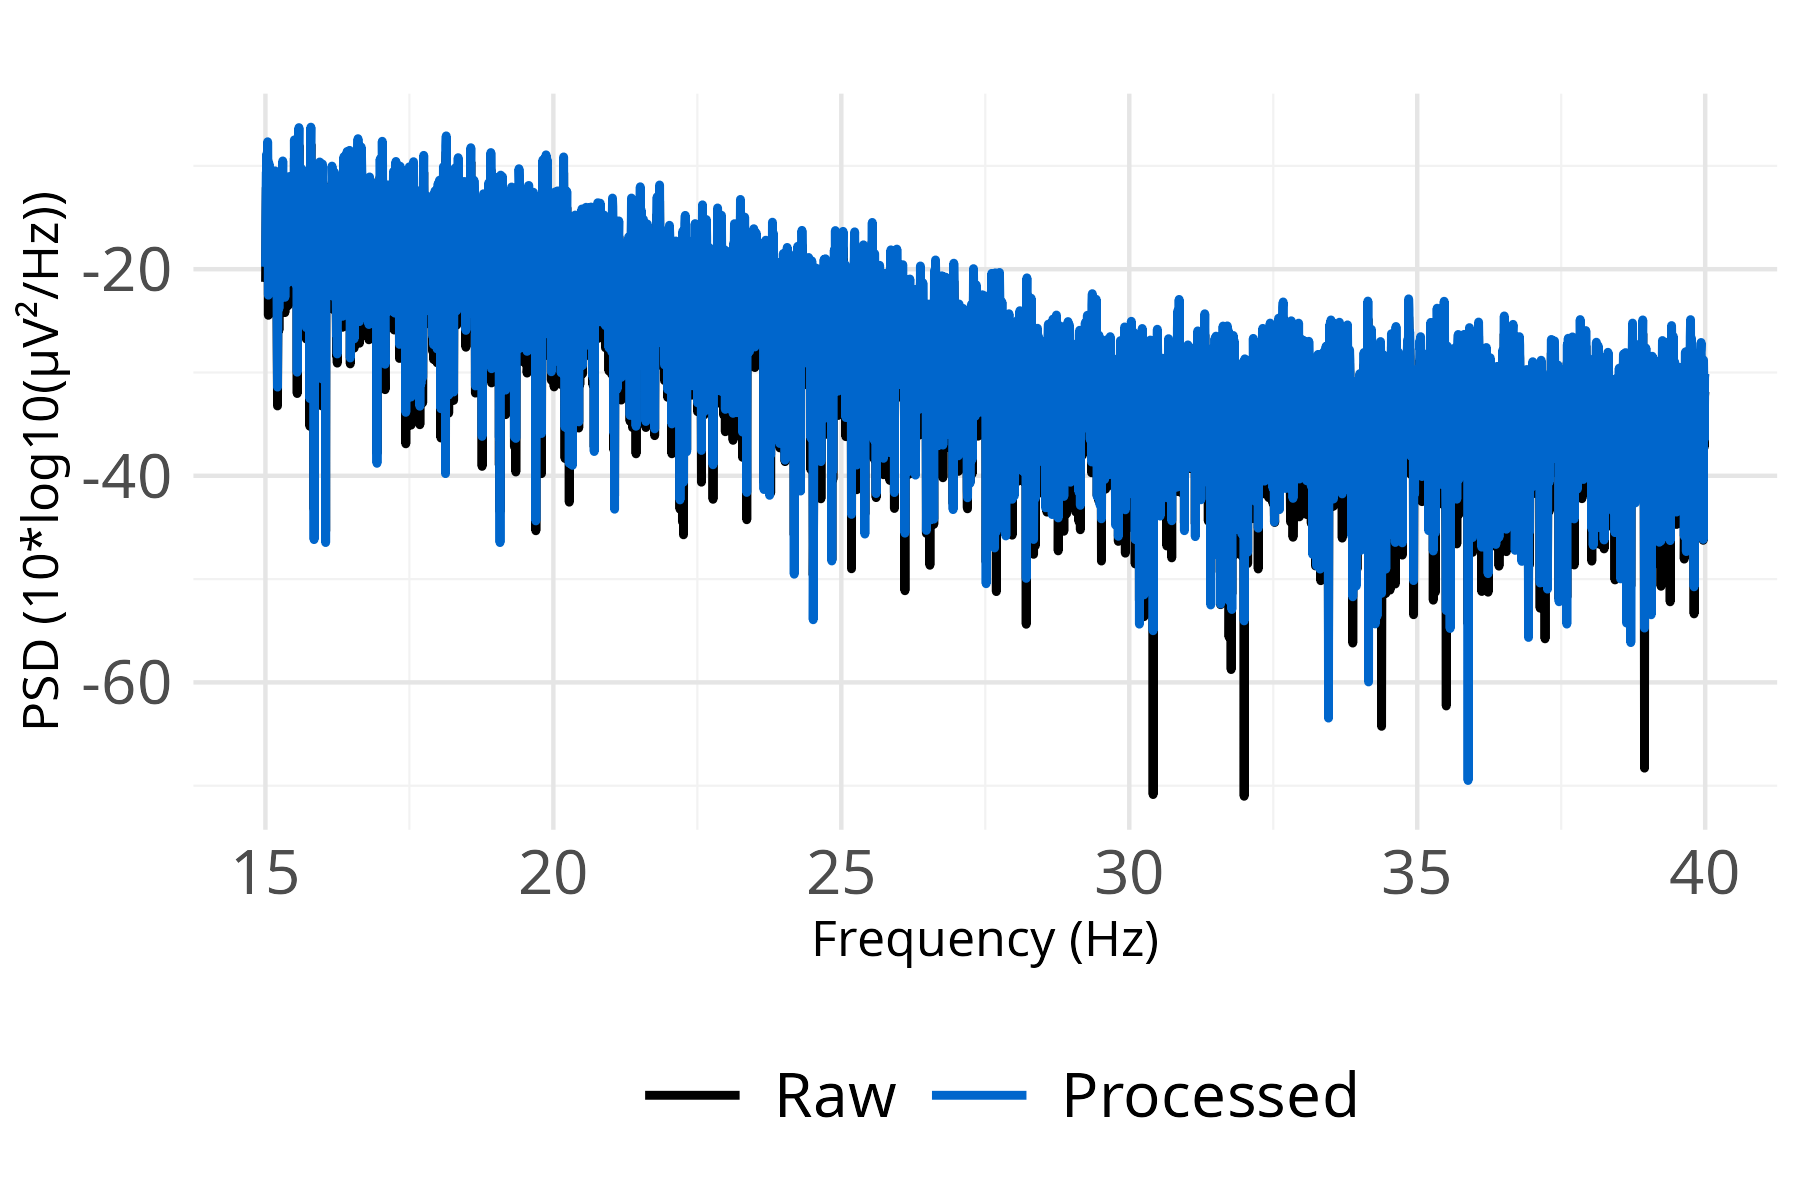 PSD (10*log10(µV²/Hz))
-20
-40
-60
15 20 25 30 35 40
Frequency (Hz)
Raw Processed